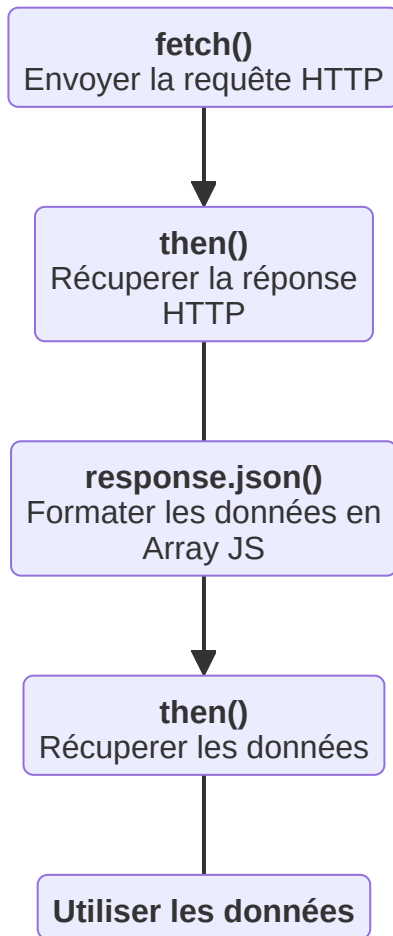 fetch()
Envoyer la requête HTTP
then()
Récuperer la réponse
HTTP
response.json()
Formater les données en
Array JS
then()
Récuperer les données
Utiliser les données